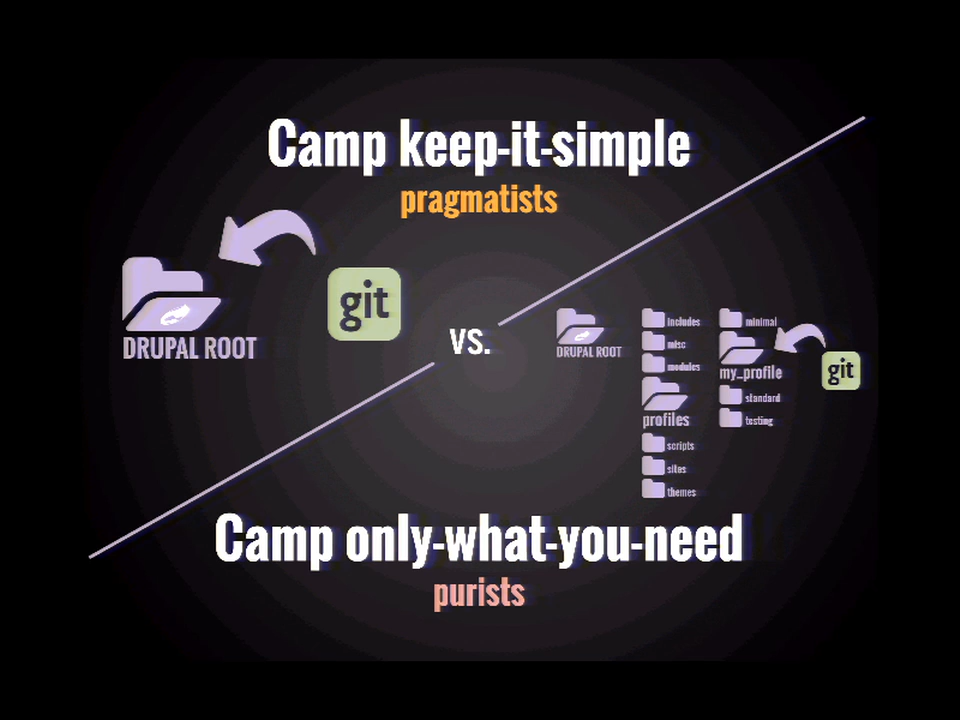 Camp keep-it-simple
pragmatists
git
DRUPAL ROOT
vs.
DRUPAL ROOT
includes
misc
modules
profiles
scripts
sites
themes
minimal
my_profile
standard
testing
git
Camp only-what-you-need
purists